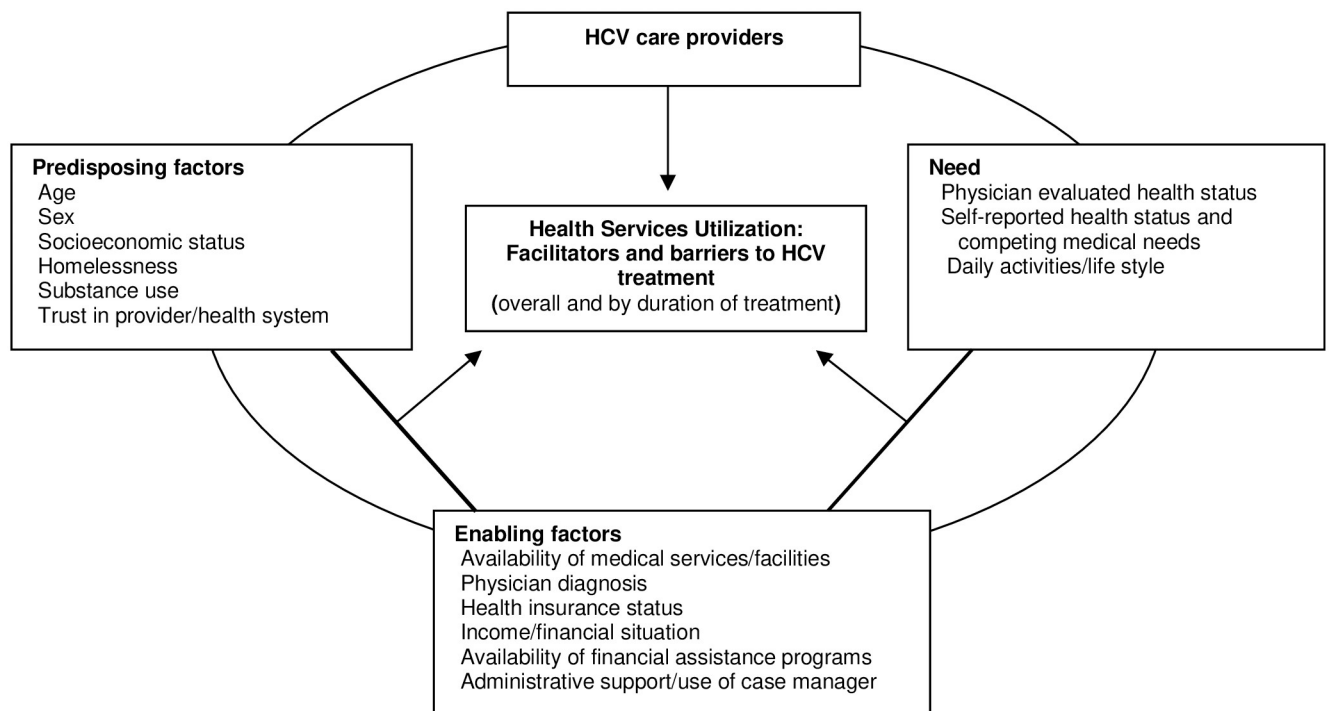 HCV care providers
Predisposing factors
Age
Sex
Socioeconomic status
Homelessness
Substance use
Trust in provider/health system
Health Services Utilization:
Facilitators and barriers to HCV
treatment
(overall and by duration of treatment)
Need
Physician evaluated health status
Self-reported health status and
competing medical needs
Daily activities/life style
Enabling factors
Availability of medical services/facilities
Physician diagnosis
Health insurance status
Income/financial situation
Availability of financial assistance programs
Administrative support/use of case manager